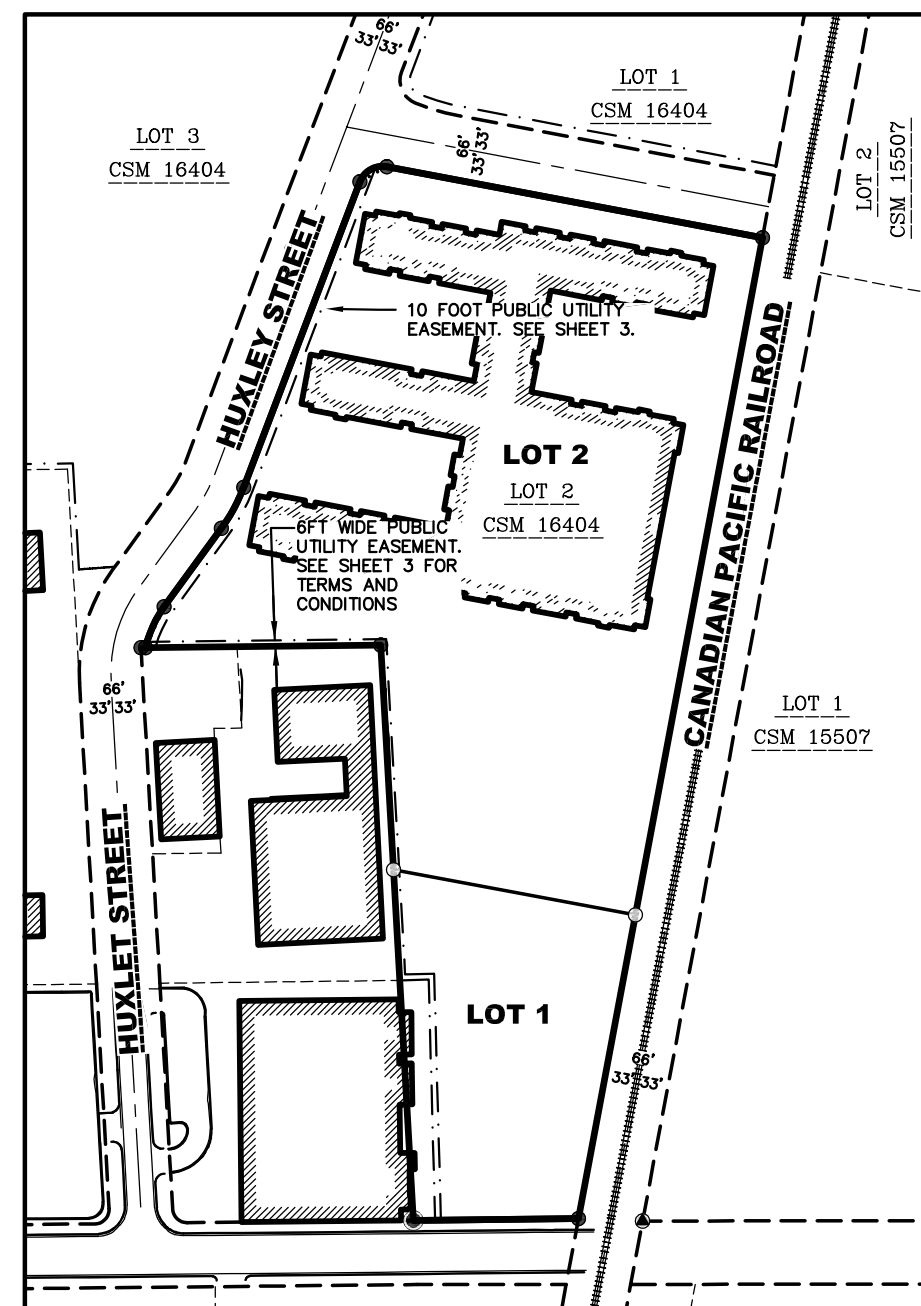 66'
33' 33'
LOT 1
CSM 16404
LOT 3
CSM 16404
66'
33' 33'
LOT 2
CSM 15507
HUXLEY STREET
10 FOOT PUBLIC UTILITY
EASEMENT. SEE SHEET 3.
CANADIAN PACIFIC RAILROAD
LOT 2
LOT 2
CSM 16404
6FT WIDE PUBLIC
UTILITY EASEMENT.
SEE SHEET 3 FOR
TERMS AND
CONDITIONS
66'
33' 33'
LOT 1
CSM 15507
HUXLET STREET
LOT 1
66'
33' 33'